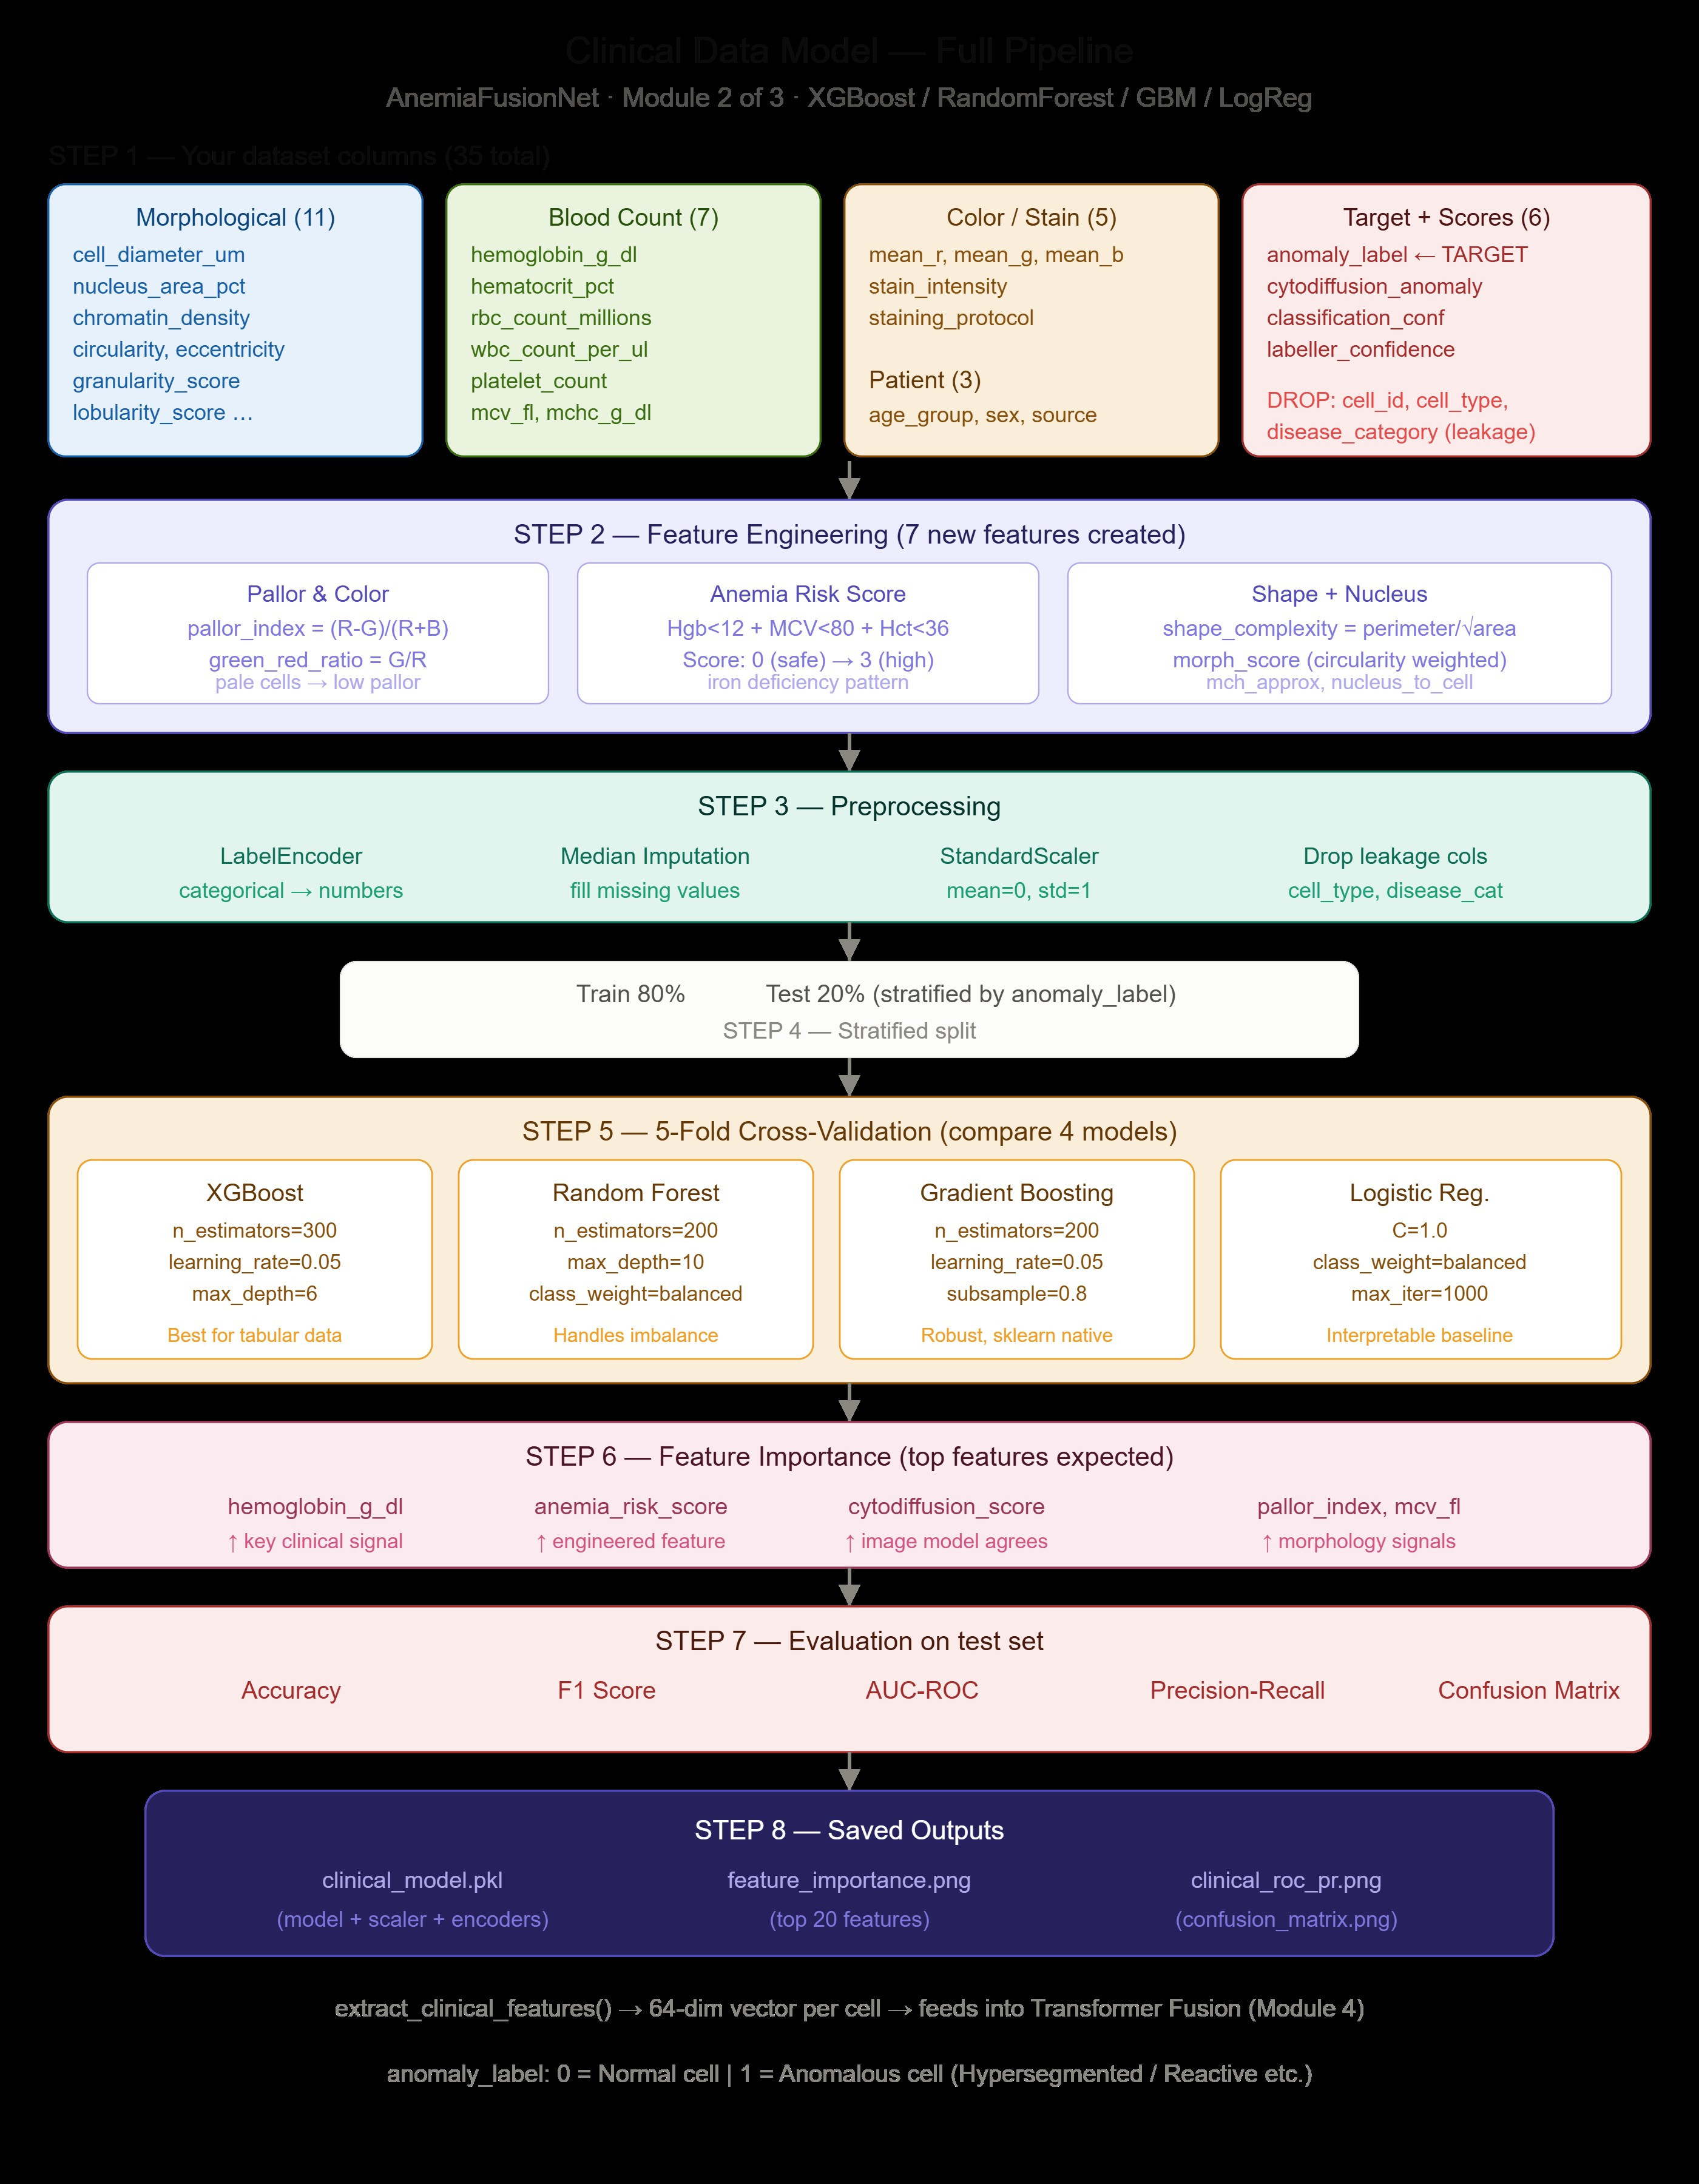 Clinical Data Model — Full Pipeline
AnemiaFusionNet · Module 2 of 3 · XGBoost / RandomForest / GBM / LogReg
STEP 1 — Your dataset columns (35 total)
Morphological (11)
cell_diameter_um
nucleus_area_pct
chromatin_density
circularity, eccentricity
granularity_score
lobularity_score …
Blood Count (7)
hemoglobin_g_dl
hematocrit_pct
rbc_count_millions
wbc_count_per_ul
platelet_count
mcv_fl, mchc_g_dl
Color / Stain (5)
mean_r, mean_g, mean_b
stain_intensity
staining_protocol
Patient (3)
age_group, sex, source
Target + Scores (6)
anomaly_label ← TARGET
cytodiffusion_anomaly
classification_conf
labeller_confidence
DROP: cell_id, cell_type,
disease_category (leakage)
STEP 2 — Feature Engineering (7 new features created)
Pallor & Color
pallor_index = (R-G)/(R+B)
green_red_ratio = G/R
pale cells → low pallor
Anemia Risk Score
Hgb<12 + MCV<80 + Hct<36
Score: 0 (safe) → 3 (high)
iron deficiency pattern
Shape + Nucleus
shape_complexity = perimeter/√area
morph_score (circularity weighted)
mch_approx, nucleus_to_cell
STEP 3 — Preprocessing
LabelEncoder
categorical → numbers
Median Imputation
fill missing values
StandardScaler
mean=0, std=1
Drop leakage cols
cell_type, disease_cat
Train 80% Test 20% (stratified by anomaly_label)
STEP 4 — Stratified split
STEP 5 — 5-Fold Cross-Validation (compare 4 models)
XGBoost
n_estimators=300
learning_rate=0.05
max_depth=6
Best for tabular data
Random Forest
n_estimators=200
max_depth=10
class_weight=balanced
Handles imbalance
Gradient Boosting
n_estimators=200
learning_rate=0.05
subsample=0.8
Robust, sklearn native
Logistic Reg.
C=1.0
class_weight=balanced
max_iter=1000
Interpretable baseline
STEP 6 — Feature Importance (top features expected)
hemoglobin_g_dl
↑ key clinical signal
anemia_risk_score
↑ engineered feature
cytodiffusion_score
↑ image model agrees
pallor_index, mcv_fl
↑ morphology signals
STEP 7 — Evaluation on test set
Accuracy
F1 Score
AUC-ROC
Precision-Recall
Confusion Matrix
STEP 8 — Saved Outputs
clinical_model.pkl
(model + scaler + encoders)
feature_importance.png
(top 20 features)
clinical_roc_pr.png
(confusion_matrix.png)
extract_clinical_features() → 64-dim vector per cell → feeds into Transformer Fusion (Module 4)
anomaly_label: 0 = Normal cell | 1 = Anomalous cell (Hypersegmented / Reactive etc.)